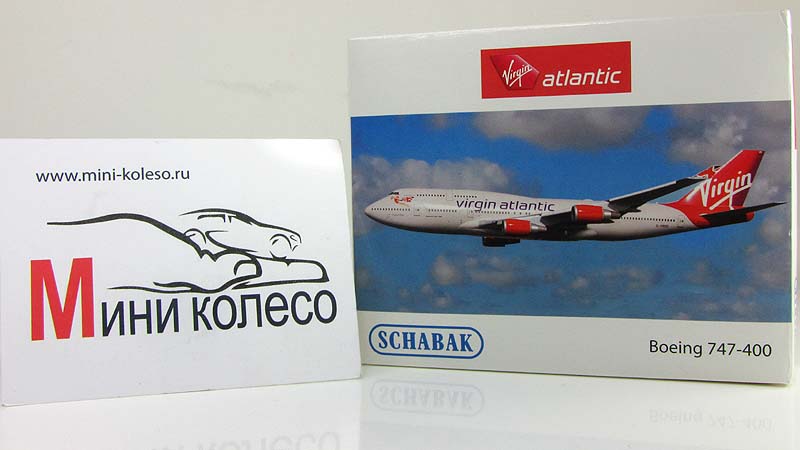 www.mini-koleso.ru
Мини колесо
Virgin atlantic
virgin atlantic
Virgin
SCHABAK
Boeing 747-400